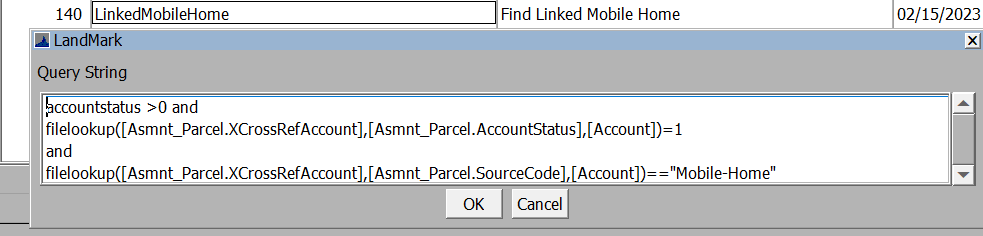 140 LinkedMobileHome Find Linked Mobile Home 02/15/2023
LandMark
Query String
accountstatus >0 and
filelookup([Asmnt_Parcel.XCrossRefAccount],[Asmnt_Parcel.AccountStatus],[Account])=1
and
filelookup([Asmnt_Parcel.XCrossRefAccount],[Asmnt_Parcel.SourceCode],[Account])=="Mobile-Home"
OK Cancel